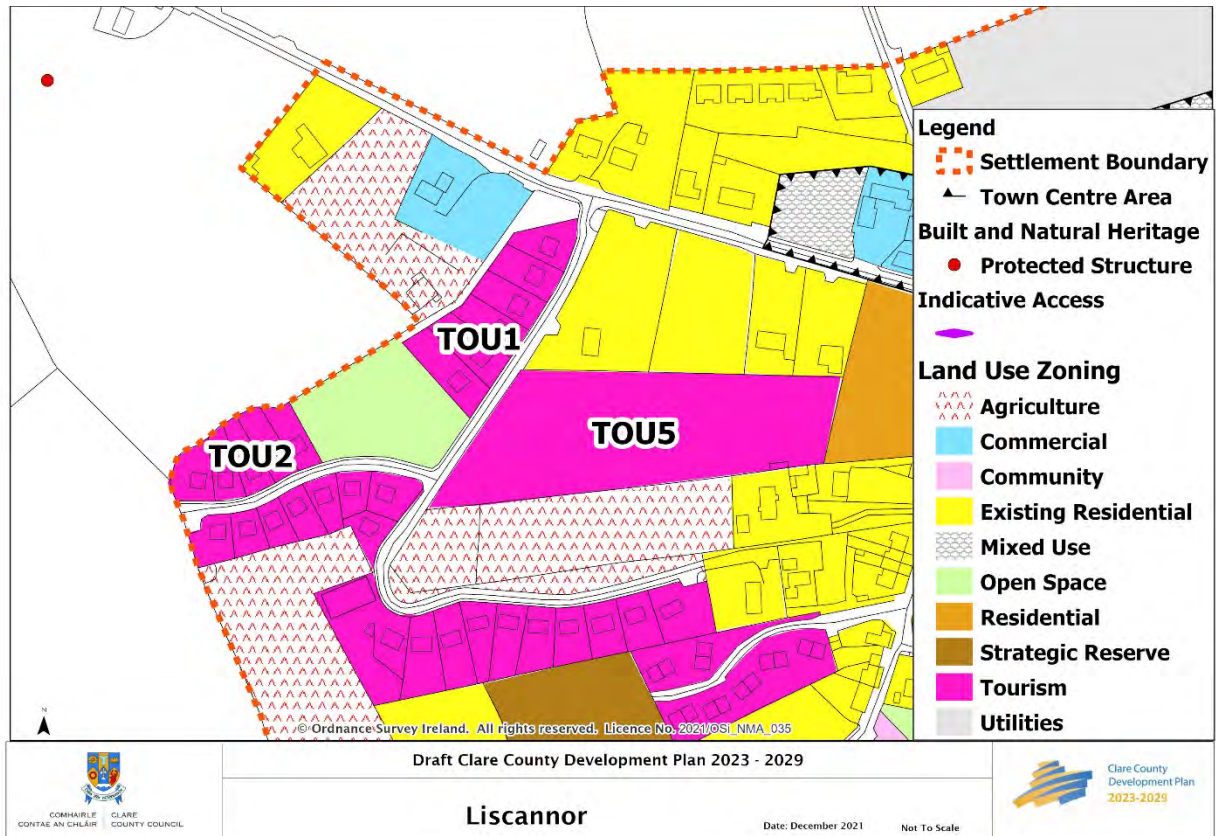 Legend
Settlement Boundary
Town Centre Area
Built and Natural Heritage
Protected Structure
Indicative Access
Land Use Zoning
Agriculture
Commercial
Community
Existing Residential
Mixed Use
Open Space
Residential
Strategic Reserve
Tourism
Utilities
TOU1
TOU2
TOU5
N
© Ordnance Survey Ireland. All rights reserved. Licence No. 2021/OSi_NMA_035
COMHAIRLE CONTAE AN CHLÁIR
CLARE COUNTY COUNCIL
Draft Clare County Development Plan 2023 - 2029
Liscannor
Date: December 2021
Not To Scale
Clare County
Development Plan
2023-2029